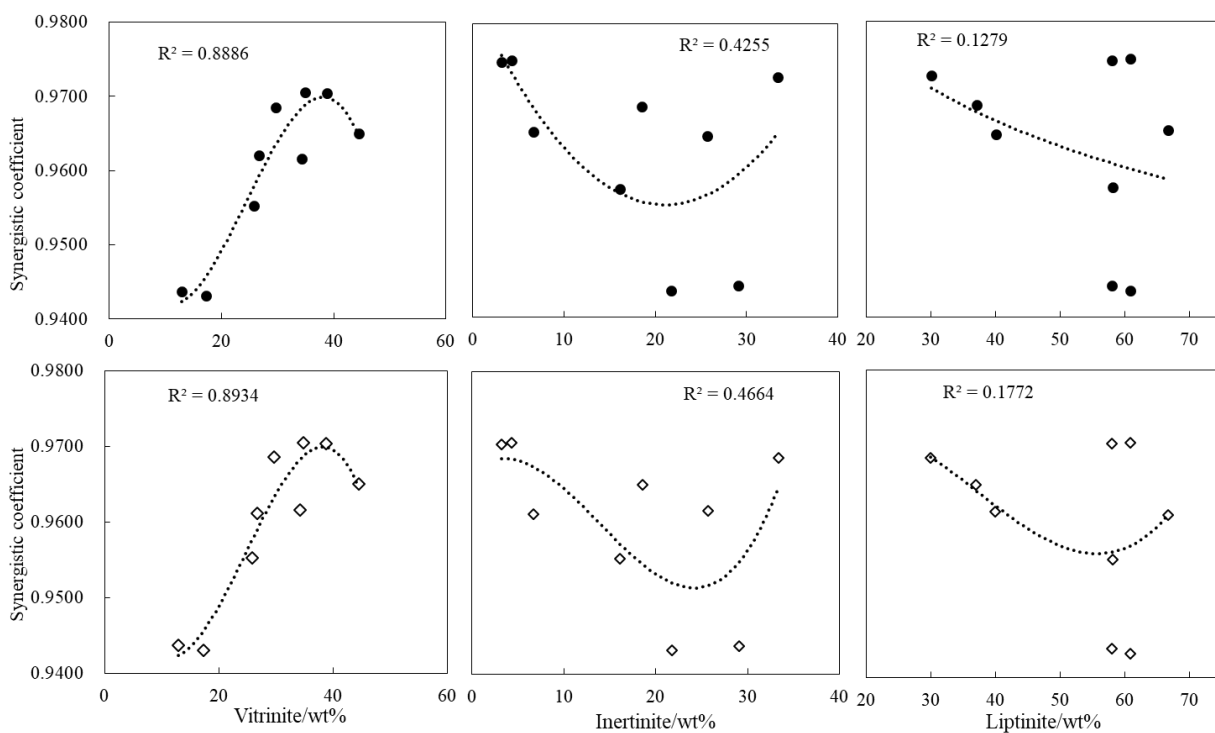 0.9800
0.9700
0.9600
0.9500
0.9400
Synergistic coefficient
R² = 0.8886
0 20 40 60
R² = 0.4255
0 10 20 30 40
R² = 0.1279
20 30 40 50 60 70
0.9800
0.9700
0.9600
0.9500
0.9400
Synergistic coefficient
R² = 0.8934
0 20 40 60
Vitrinite/wt%
R² = 0.4664
0 10 20 30 40
Inertinite/wt%
R² = 0.1772
20 30 40 50 60 70
Liptinite/wt%